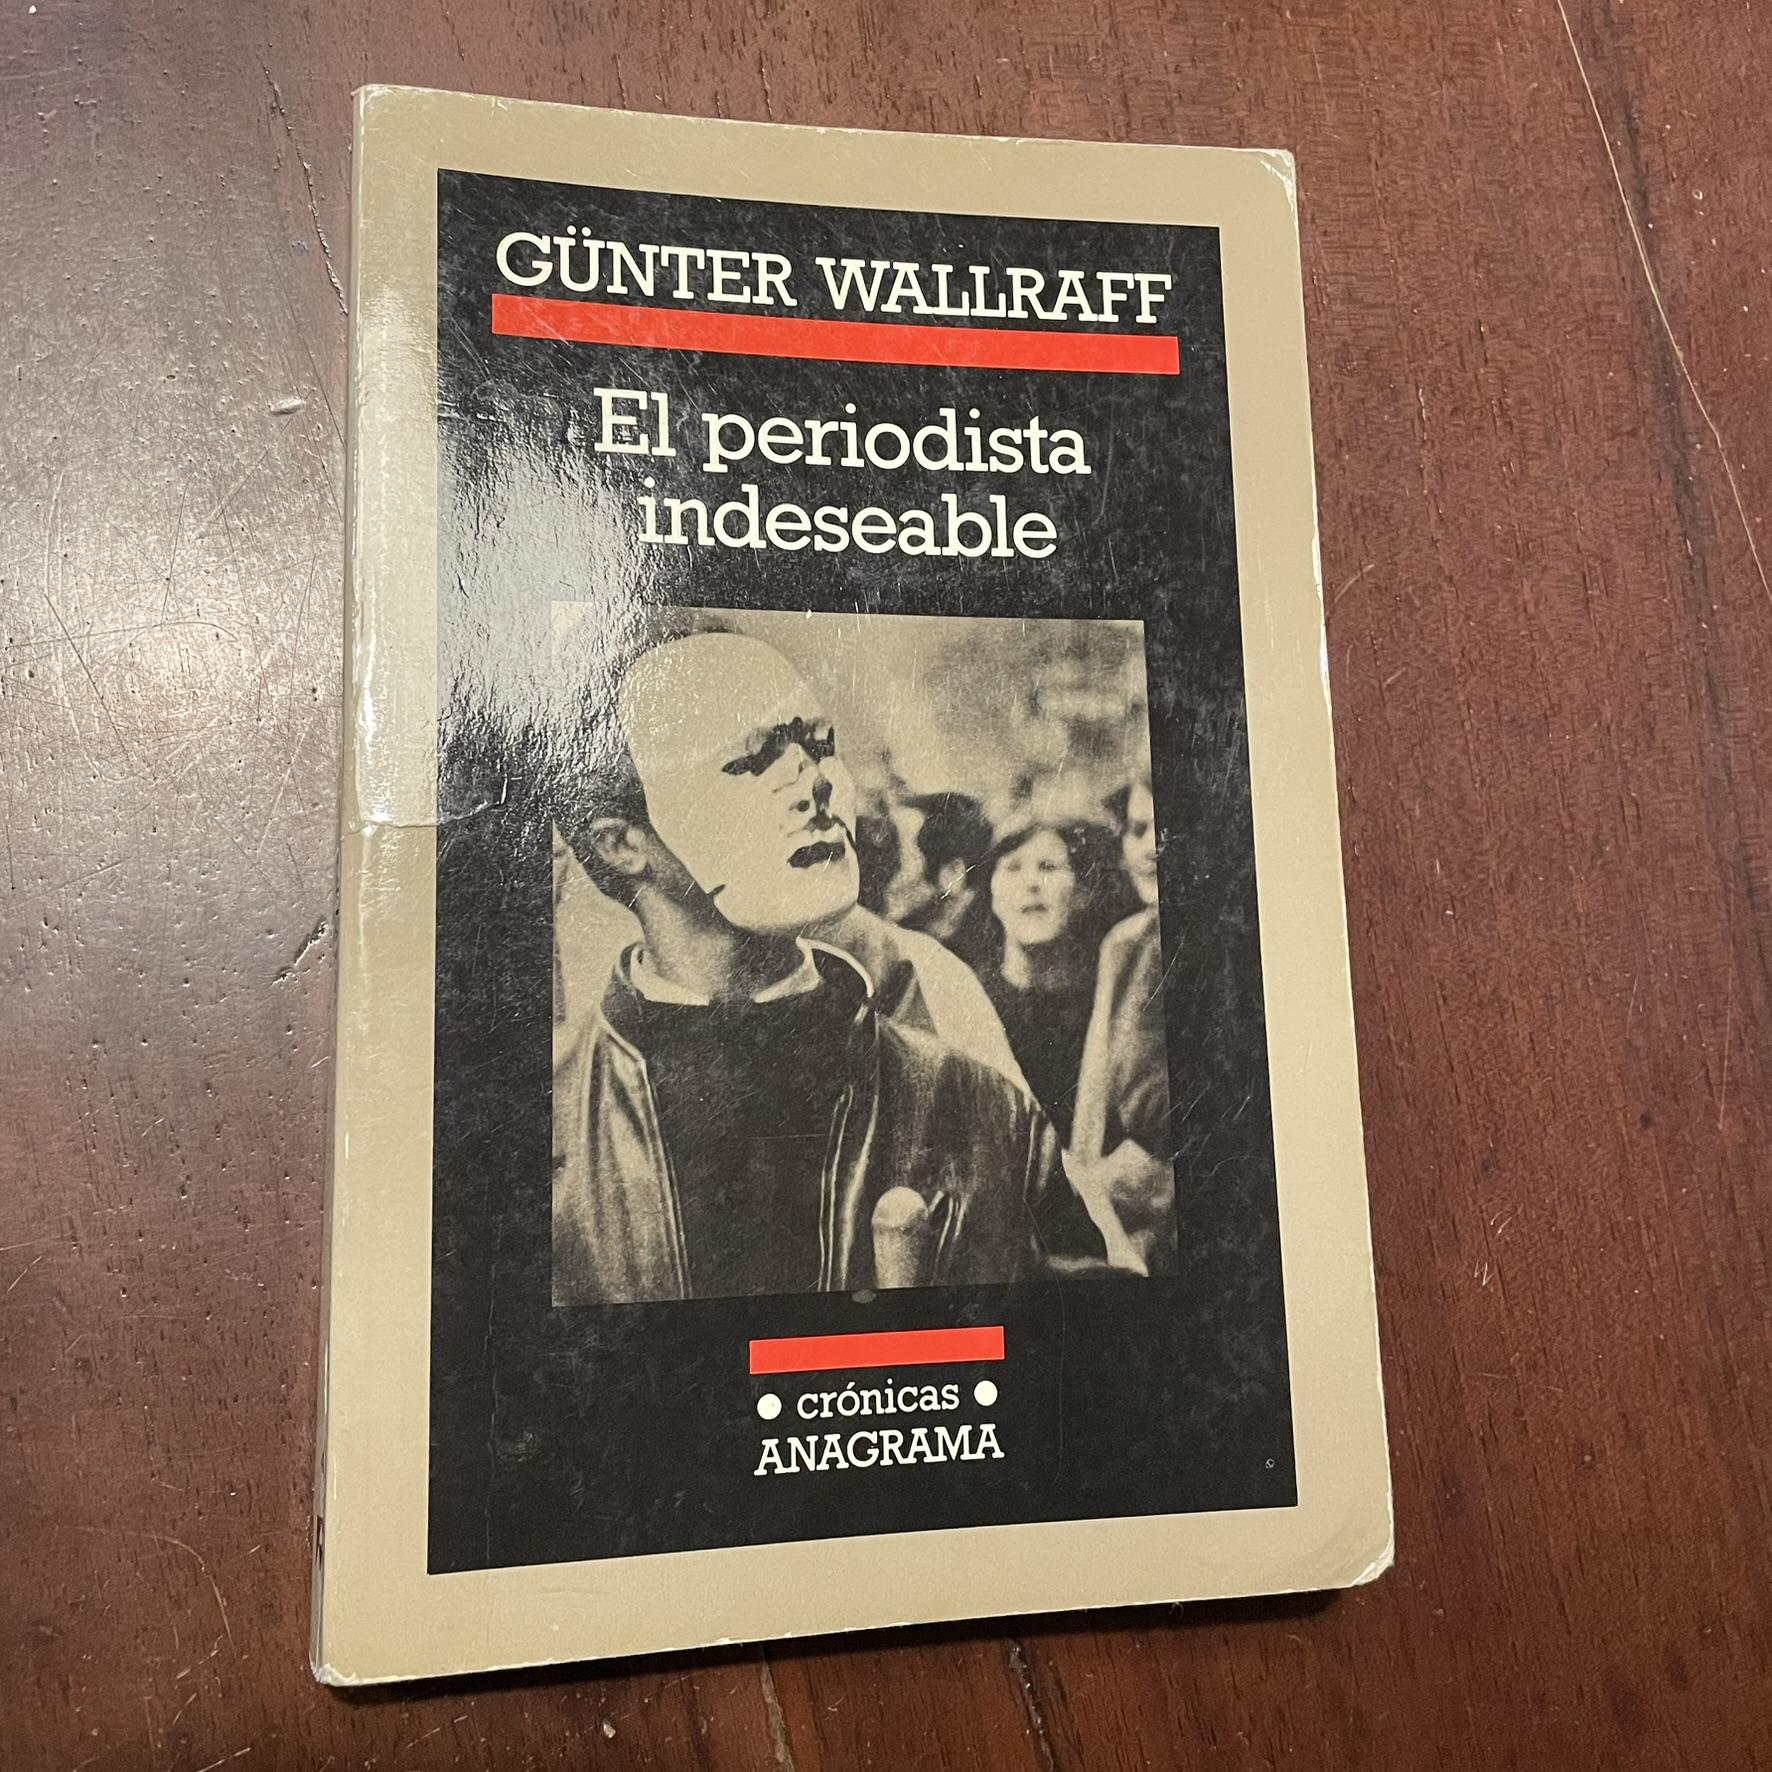 GÜNTER WALLRAFF
El periodista
indeseable
• crónicas •
ANAGRAMA